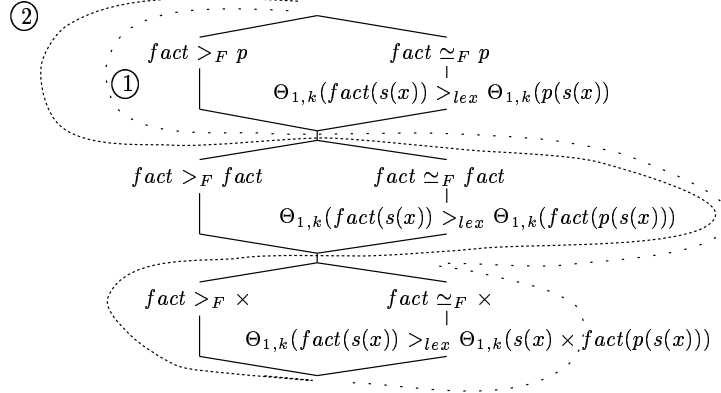 ②
fact >_F p fact ≃_F p
① Θ_{1,k}(fact(s(x)) >_{lex} Θ_{1,k}(p(s(x))
fact >_F fact fact ≃_F fact
Θ_{1,k}(fact(s(x)) >_{lex} Θ_{1,k}(fact(p(s(x)))
fact >_F × fact ≃_F ×
Θ_{1,k}(fact(s(x)) >_{lex} Θ_{1,k}(s(x) × fact(p(s(x)))